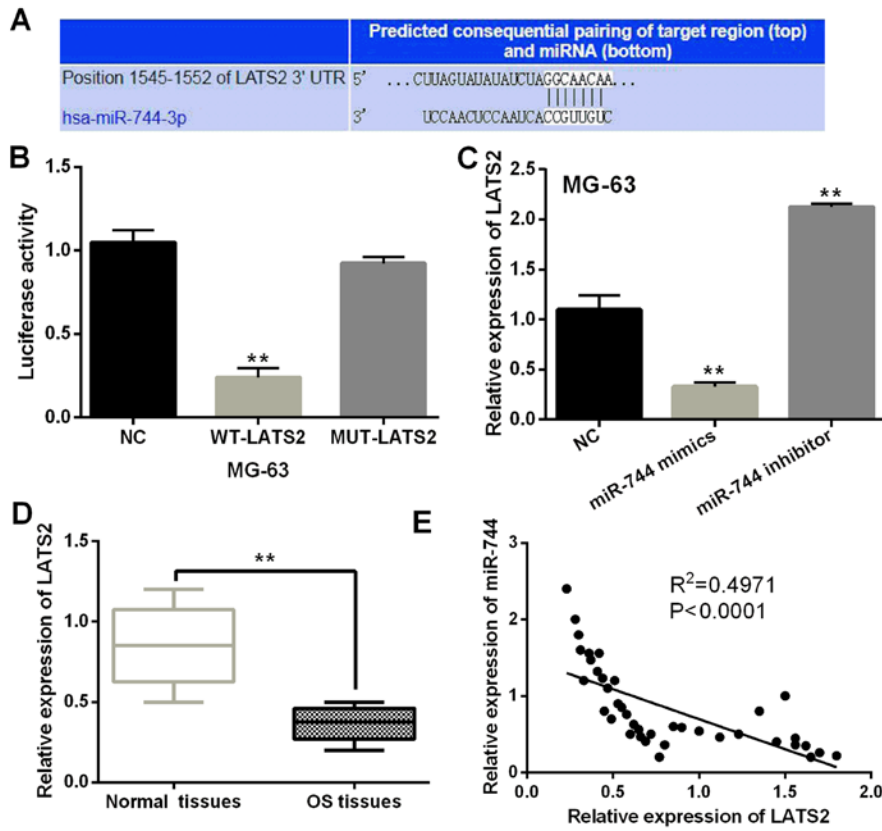 A
Predicted consequential pairing of target region (top)
and miRNA (bottom)
Position 1545-1552 of LATS2 3' UTR 5' ...CUUAGUAUAUAUCUAGGCAACAA...
hsa-miR-744-3p 3' UCCAACUCCAAUCACCGUUGUC
B
Luciferase activity
1.5
1.0
0.5
0.0
**
NC WT-LATS2 MUT-LATS2
MG-63
C
MG-63
Relative expression of LATS2
2.5
2.0
1.5
1.0
0.5
0.0
**
**
NC
miR-744 mimics
miR-744 inhibitor
D
Relative expression of LATS2
1.5
1.0
0.5
0.0
**
Normal tissues OS tissues
E
Relative expression of miR-744
3
2
1
0
R²=0.4971
P<0.0001
0.0 0.5 1.0 1.5 2.0
Relative expression of LATS2